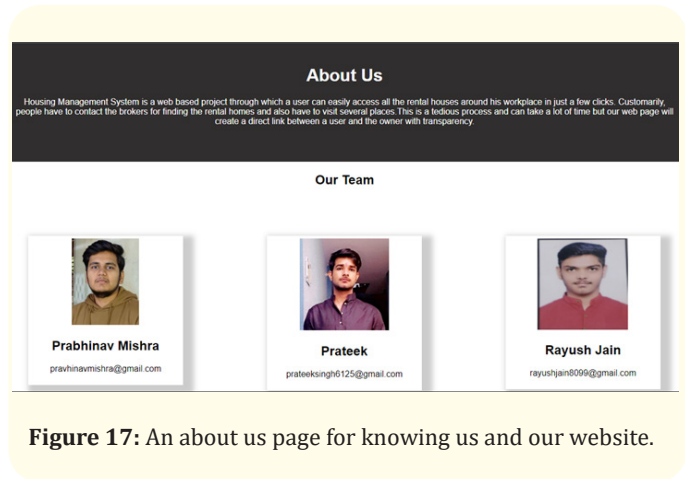 About Us
Housing Management System is a web based project through which a user can easily access all the rental houses around his workplace in just a few clicks. Customarily,
people have to contact the brokers for finding the rental homes and also have to visit several places.This is a tedious process and can take a lot of time but our web page will
create a direct link between a user and the owner with transparency.
Our Team
Prabhinav Mishra
pravhinavmishra@gmail.com
Prateek
prateeksingh6125@gmail.com
Rayush Jain
rayushjain8099@gmail.com
Figure 17: An about us page for knowing us and our website.